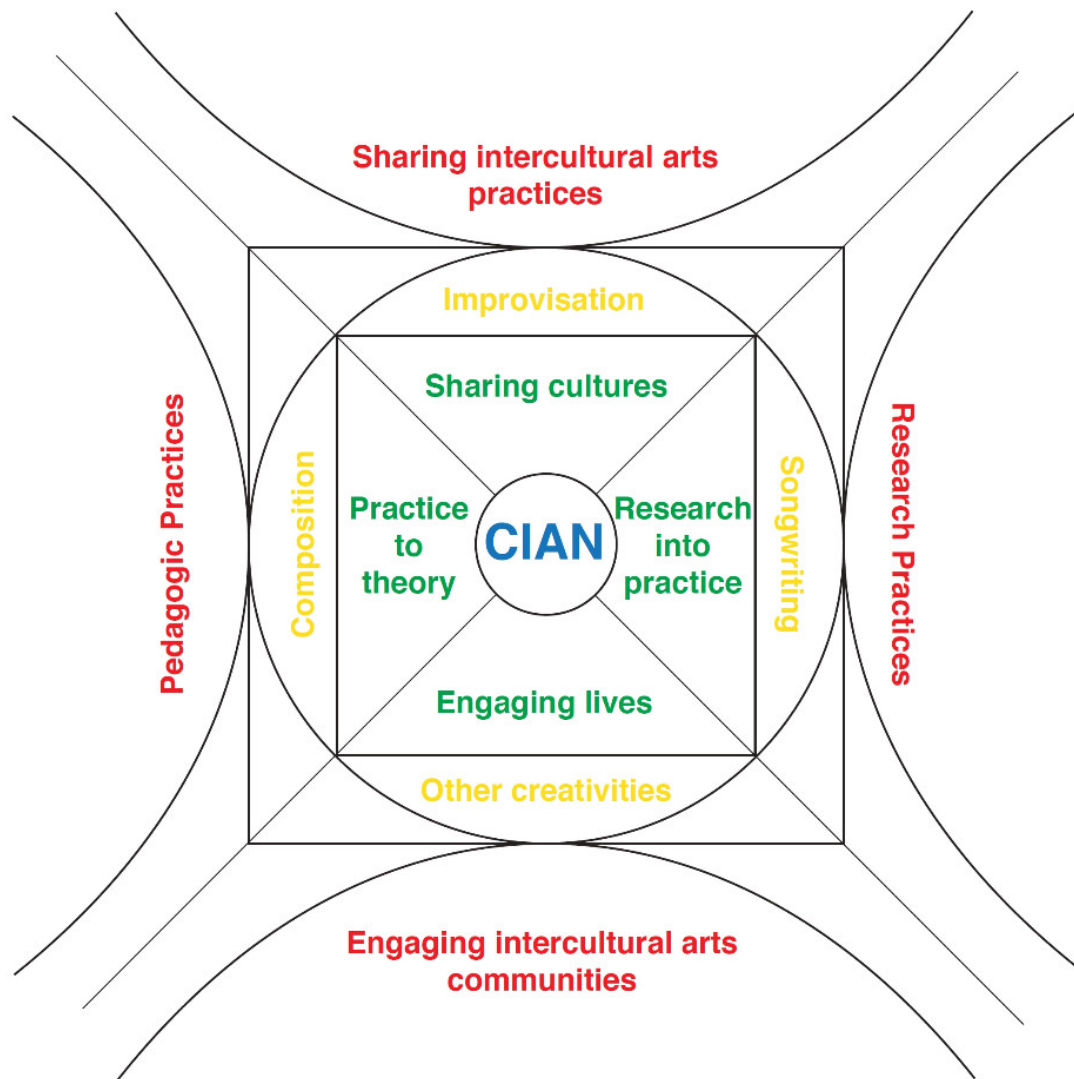 Sharing intercultural arts
practices
Improvisation
Sharing cultures
Pedagogic Practices
Composition
Practice
to
theory
CIAN
Research
into
practice
Songwriting
Research Practices
Engaging lives
Other creativities
Engaging intercultural arts
communities